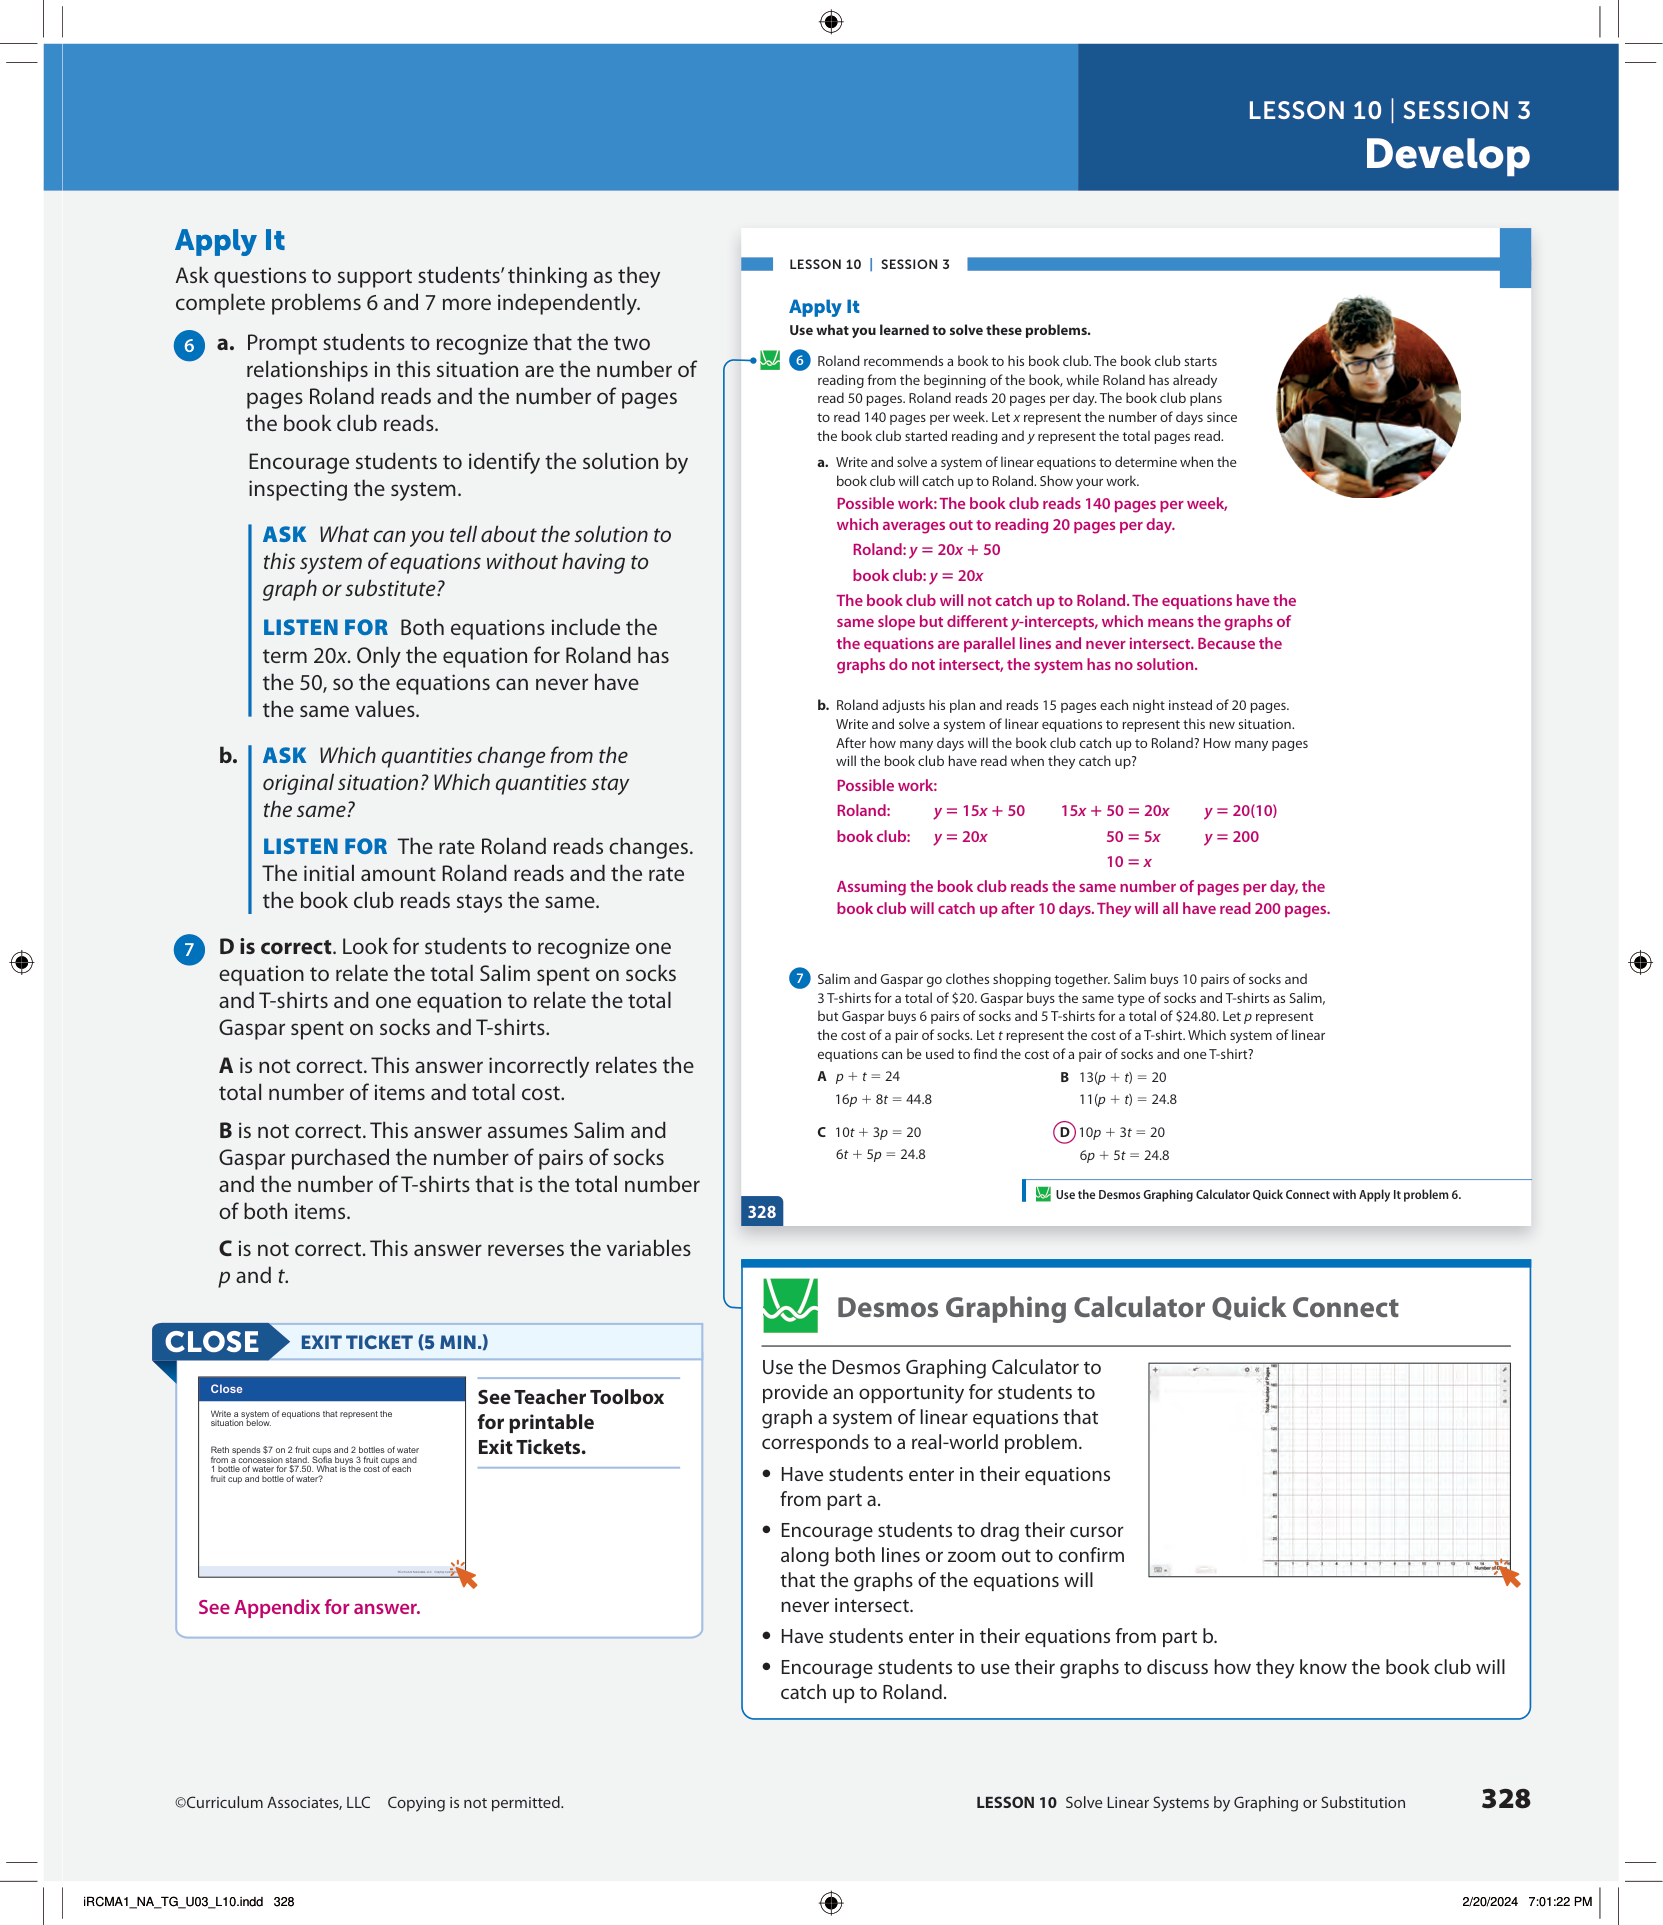 LESSON 10 | SESSION 3
Develop
Apply It
Ask questions to support students’ thinking as they
complete problems 6 and 7 more independently.
6 a. Prompt students to recognize that the two
relationships in this situation are the number of
pages Roland reads and the number of pages
the book club reads.
Encourage students to identify the solution by
inspecting the system.
ASK What can you tell about the solution to
this system of equations without having to
graph or substitute?
LISTEN FOR Both equations include the
term 20x. Only the equation for Roland has
the 50, so the equations can never have
the same values.
b. ASK Which quantities change from the
original situation? Which quantities stay
the same?
LISTEN FOR The rate Roland reads changes.
The initial amount Roland reads and the rate
the book club reads stays the same.
7 D is correct. Look for students to recognize one
equation to relate the total Salim spent on socks
and T-shirts and one equation to relate the total
Gaspar spent on socks and T-shirts.
A is not correct. This answer incorrectly relates the
total number of items and total cost.
B is not correct. This answer assumes Salim and
Gaspar purchased the number of pairs of socks
and the number of T-shirts that is the total number
of both items.
C is not correct. This answer reverses the variables
p and t.
CLOSE EXIT TICKET (5 MIN.)
Close
Write a system of equations that represent the
situation below.
Reth spends $7 on 2 fruit cups and 2 bottles of water
from a concession stand. Sofia buys 3 fruit cups and
1 bottle of water for $7.50. What is the cost of each
fruit cup and bottle of water?
See Teacher Toolbox
for printable
Exit Tickets.
See Appendix for answer.
LESSON 10 | SESSION 3
Apply It
Use what you learned to solve these problems.
6 Roland recommends a book to his book club. The book club starts
reading from the beginning of the book, while Roland has already
read 50 pages. Roland reads 20 pages per day. The book club plans
to read 140 pages per week. Let x represent the number of days since
the book club started reading and y represent the total pages read.
a. Write and solve a system of linear equations to determine when the
book club will catch up to Roland. Show your work.
Possible work: The book club reads 140 pages per week,
which averages out to reading 20 pages per day.
Roland: y = 20x + 50
book club: y = 20x
The book club will not catch up to Roland. The equations have the
same slope but different y-intercepts, which means the graphs of
the equations are parallel lines and never intersect. Because the
graphs do not intersect, the system has no solution.
b. Roland adjusts his plan and reads 15 pages each night instead of 20 pages.
Write and solve a system of linear equations to represent this new situation.
After how many days will the book club catch up to Roland? How many pages
will the book club have read when they catch up?
Possible work:
Roland: y = 15x + 50 15x + 50 = 20x y = 20(10)
book club: y = 20x 50 = 5x y = 200
10 = x
Assuming the book club reads the same number of pages per day, the
book club will catch up after 10 days. They will all have read 200 pages.
7 Salim and Gaspar go clothes shopping together. Salim buys 10 pairs of socks and
3 T-shirts for a total of $20. Gaspar buys the same type of socks and T-shirts as Salim,
but Gaspar buys 6 pairs of socks and 5 T-shirts for a total of $24.80. Let p represent
the cost of a pair of socks. Let t represent the cost of a T-shirt. Which system of linear
equations can be used to find the cost of a pair of socks and one T-shirt?
A p + t = 24 B 13(p + t) = 20
16p + 8t = 44.8 11(p + t) = 24.8
C 10t + 3p = 20 D 10p + 3t = 20
6t + 5p = 24.8 6p + 5t = 24.8
Use the Desmos Graphing Calculator Quick Connect with Apply It problem 6.
328
Desmos Graphing Calculator Quick Connect
Use the Desmos Graphing Calculator to
provide an opportunity for students to
graph a system of linear equations that
corresponds to a real-world problem.
• Have students enter in their equations
from part a.
• Encourage students to drag their cursor
along both lines or zoom out to confirm
that the graphs of the equations will
never intersect.
• Have students enter in their equations from part b.
• Encourage students to use their graphs to discuss how they know the book club will
catch up to Roland.
Total Number of Pages
©Curriculum Associates, LLC Copying is not permitted.
LESSON 10 Solve Linear Systems by Graphing or Substitution 328
iRCMA1_NA_TG_U03_L10.indd 328
2/20/2024 7:01:22 PM